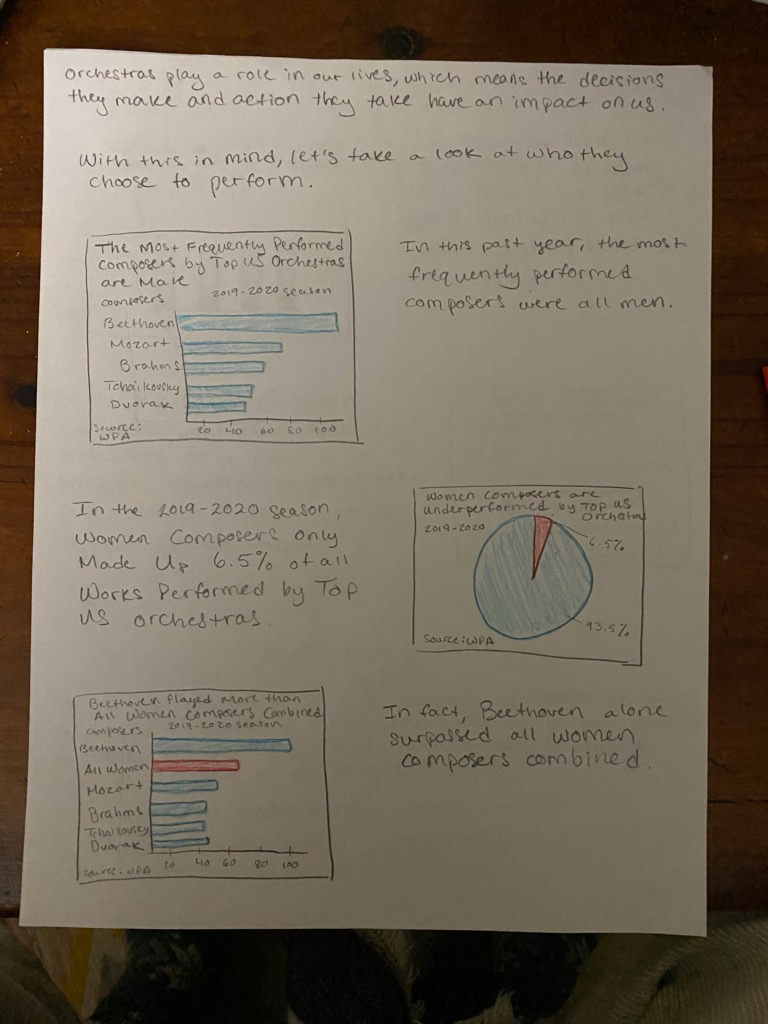 Orchestras play a role in our lives, which means the decisions
they make and action they take have an impact on us.
With this in mind, let's take a look at who they
choose to perform.
The Most Frequently Performed
Composers by Top US Orchestras
are Male
composers 2019-2020 season
Beethoven
Mozart
Brahms
Tchaikovsky
Dvorak
20 40 60 80 100
Source:
WPA
In this past year, the most
frequently performed
composers were all men.
In the 2019-2020 season,
Women Composers Only
Made Up 6.5% of all
Works Performed by Top
US orchestras.
Women Composers are
underperformed by Top US
Orchestras
2019-2020
6.5%
93.5%
Source: WPA
Beethoven Played More than
All Women Composers Combined
composers 2019-2020 season
Beethoven
All Women
Mozart
Brahms
Tchaikovsky
Dvorak
20 40 60 80 100
Source: WPA
In fact, Beethoven alone
surpassed all women
composers combined.